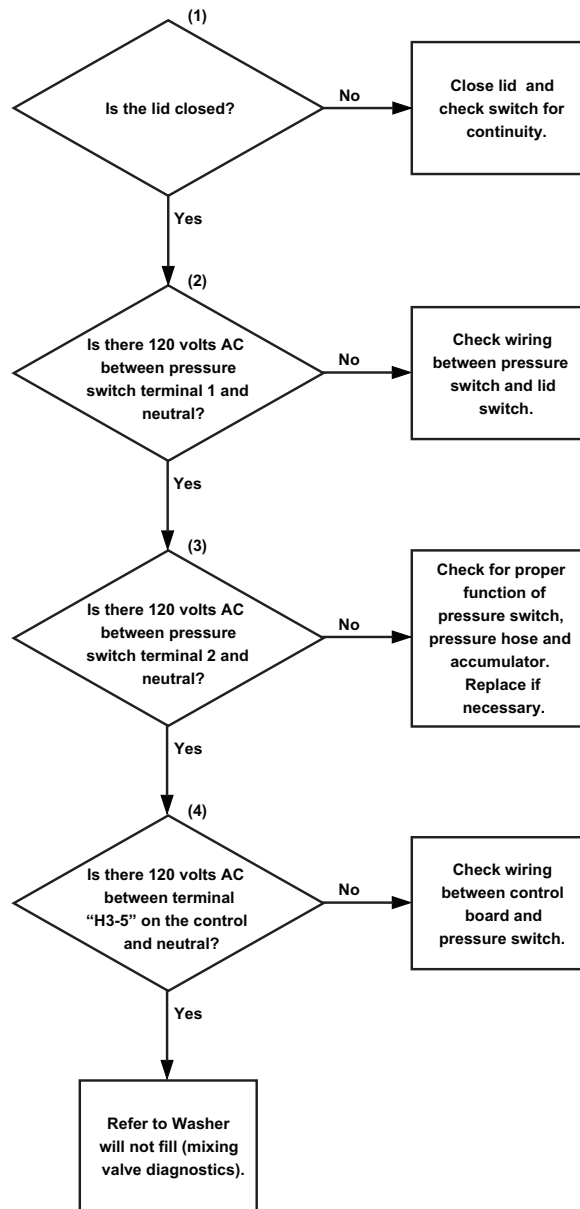 (1)
Is the lid closed?
No
Close lid and
check switch for
continuity.
Yes
(2)
Is there 120 volts AC
between pressure
switch terminal 1 and
neutral?
No
Check wiring
between pressure
switch and lid
switch.
Yes
(3)
Is there 120 volts AC
between pressure
switch terminal 2 and
neutral?
No
Check for proper
function of
pressure switch,
pressure hose and
accumulator.
Replace if
necessary.
Yes
(4)
Is there 120 volts AC
between terminal
“H3-5” on the control
and neutral?
No
Check wiring
between control
board and
pressure switch.
Yes
Refer to Washer
will not fill (mixing
valve diagnostics).